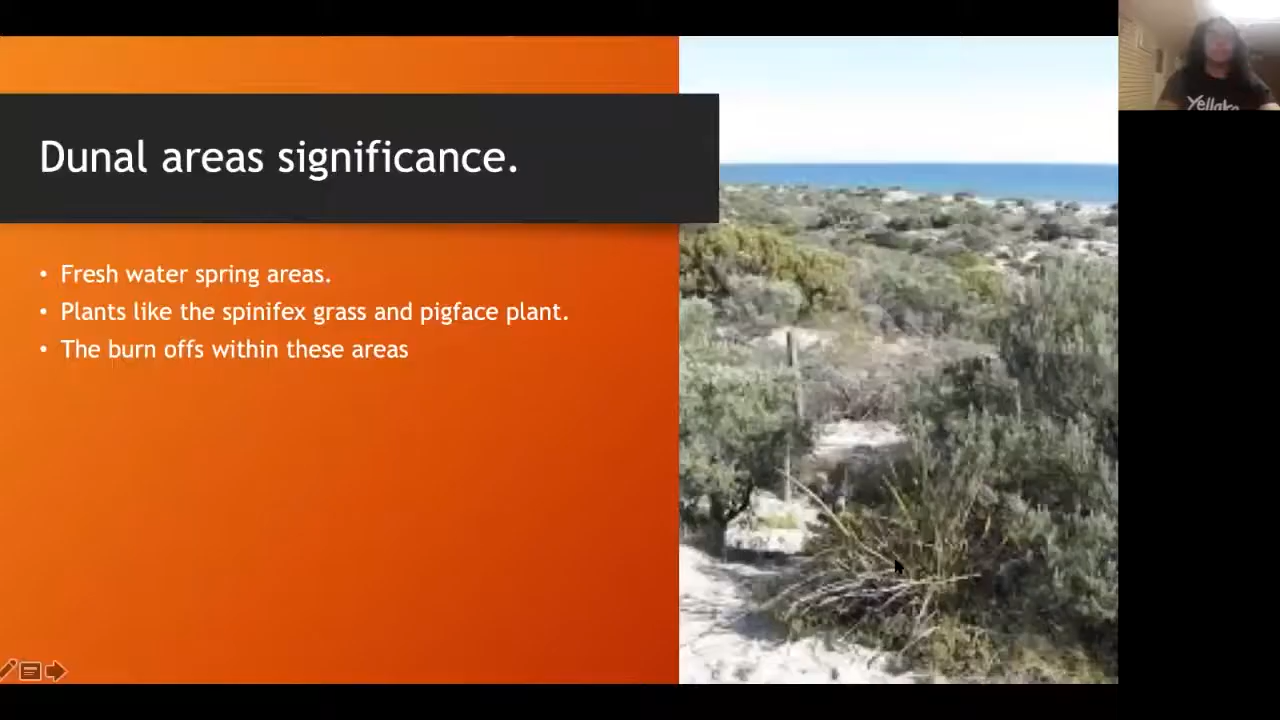 Dunal areas significance.
• Fresh water spring areas.
• Plants like the spinifex grass and pigface plant.
• The burn offs within these areas